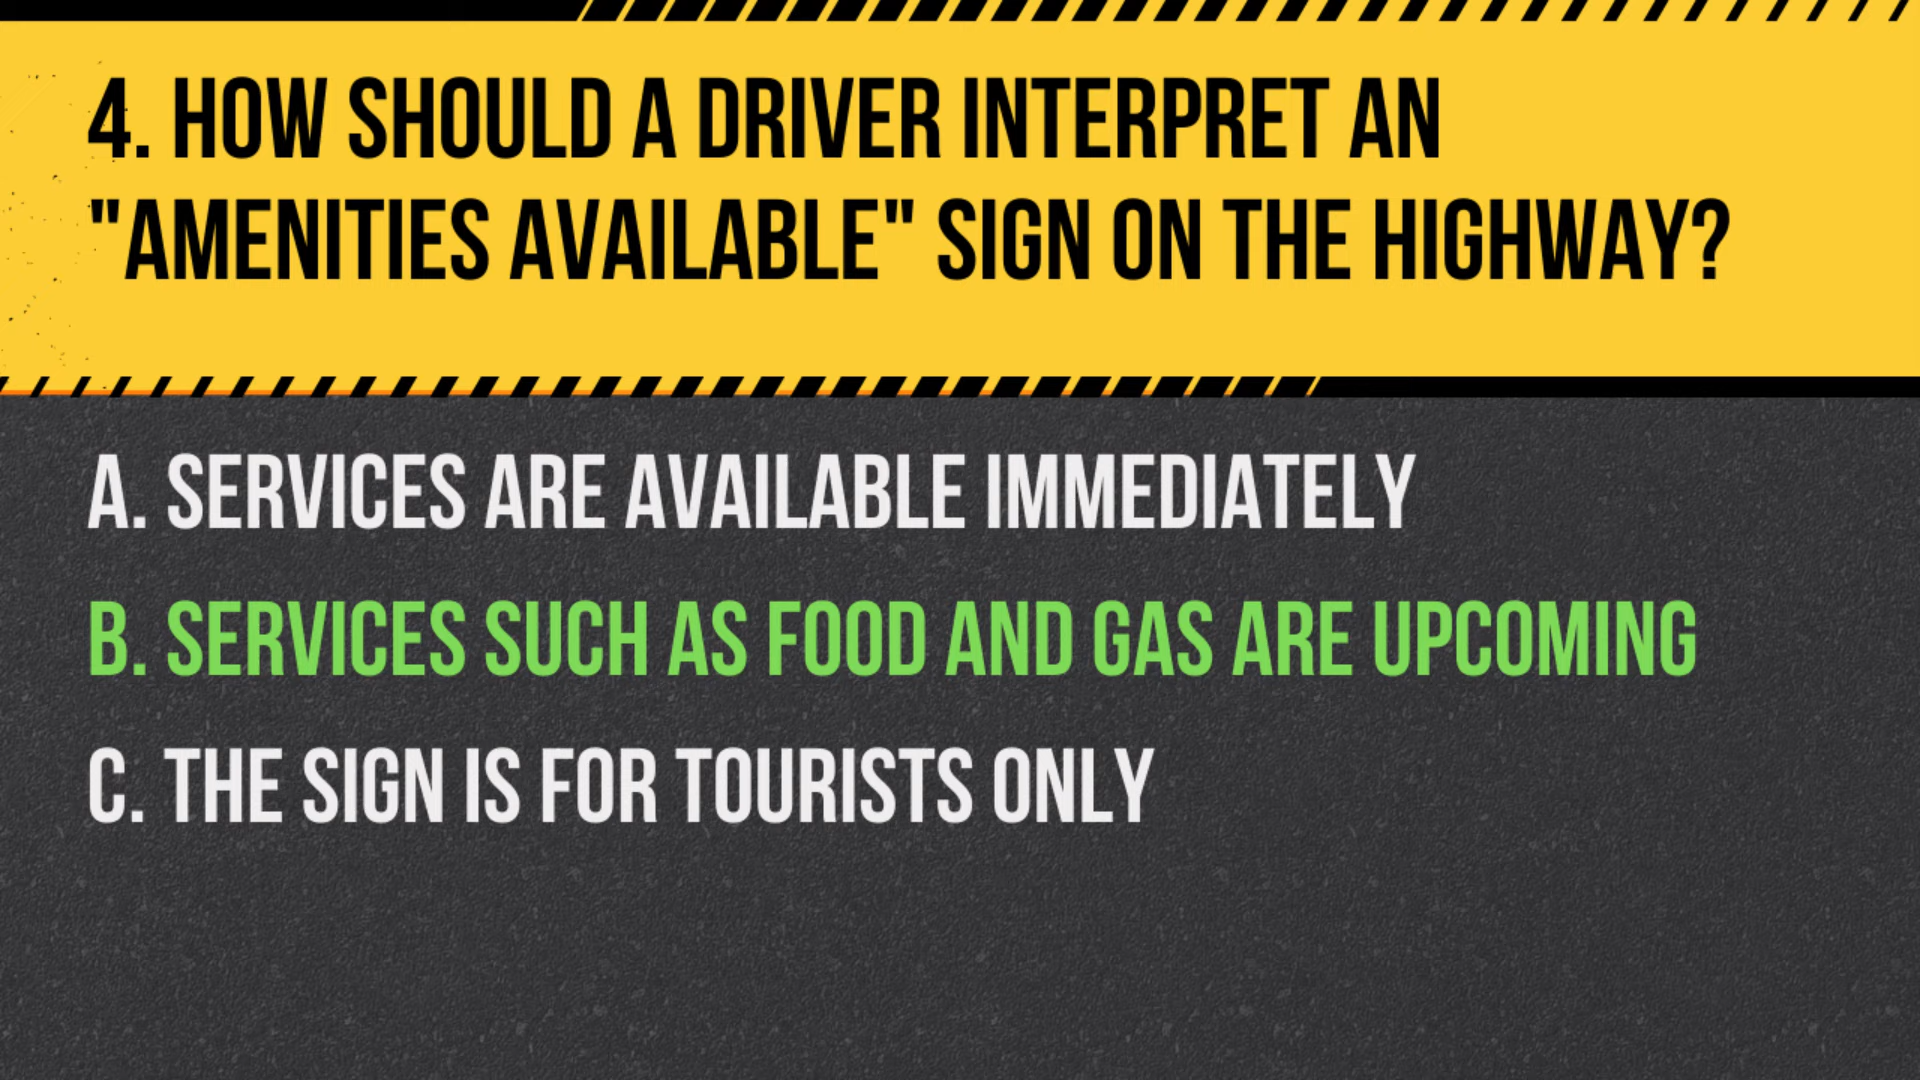 4. HOW SHOULD A DRIVER INTERPRET AN
"AMENITIES AVAILABLE" SIGN ON THE HIGHWAY?
A. SERVICES ARE AVAILABLE IMMEDIATELY
B. SERVICES SUCH AS FOOD AND GAS ARE UPCOMING
C. THE SIGN IS FOR TOURISTS ONLY